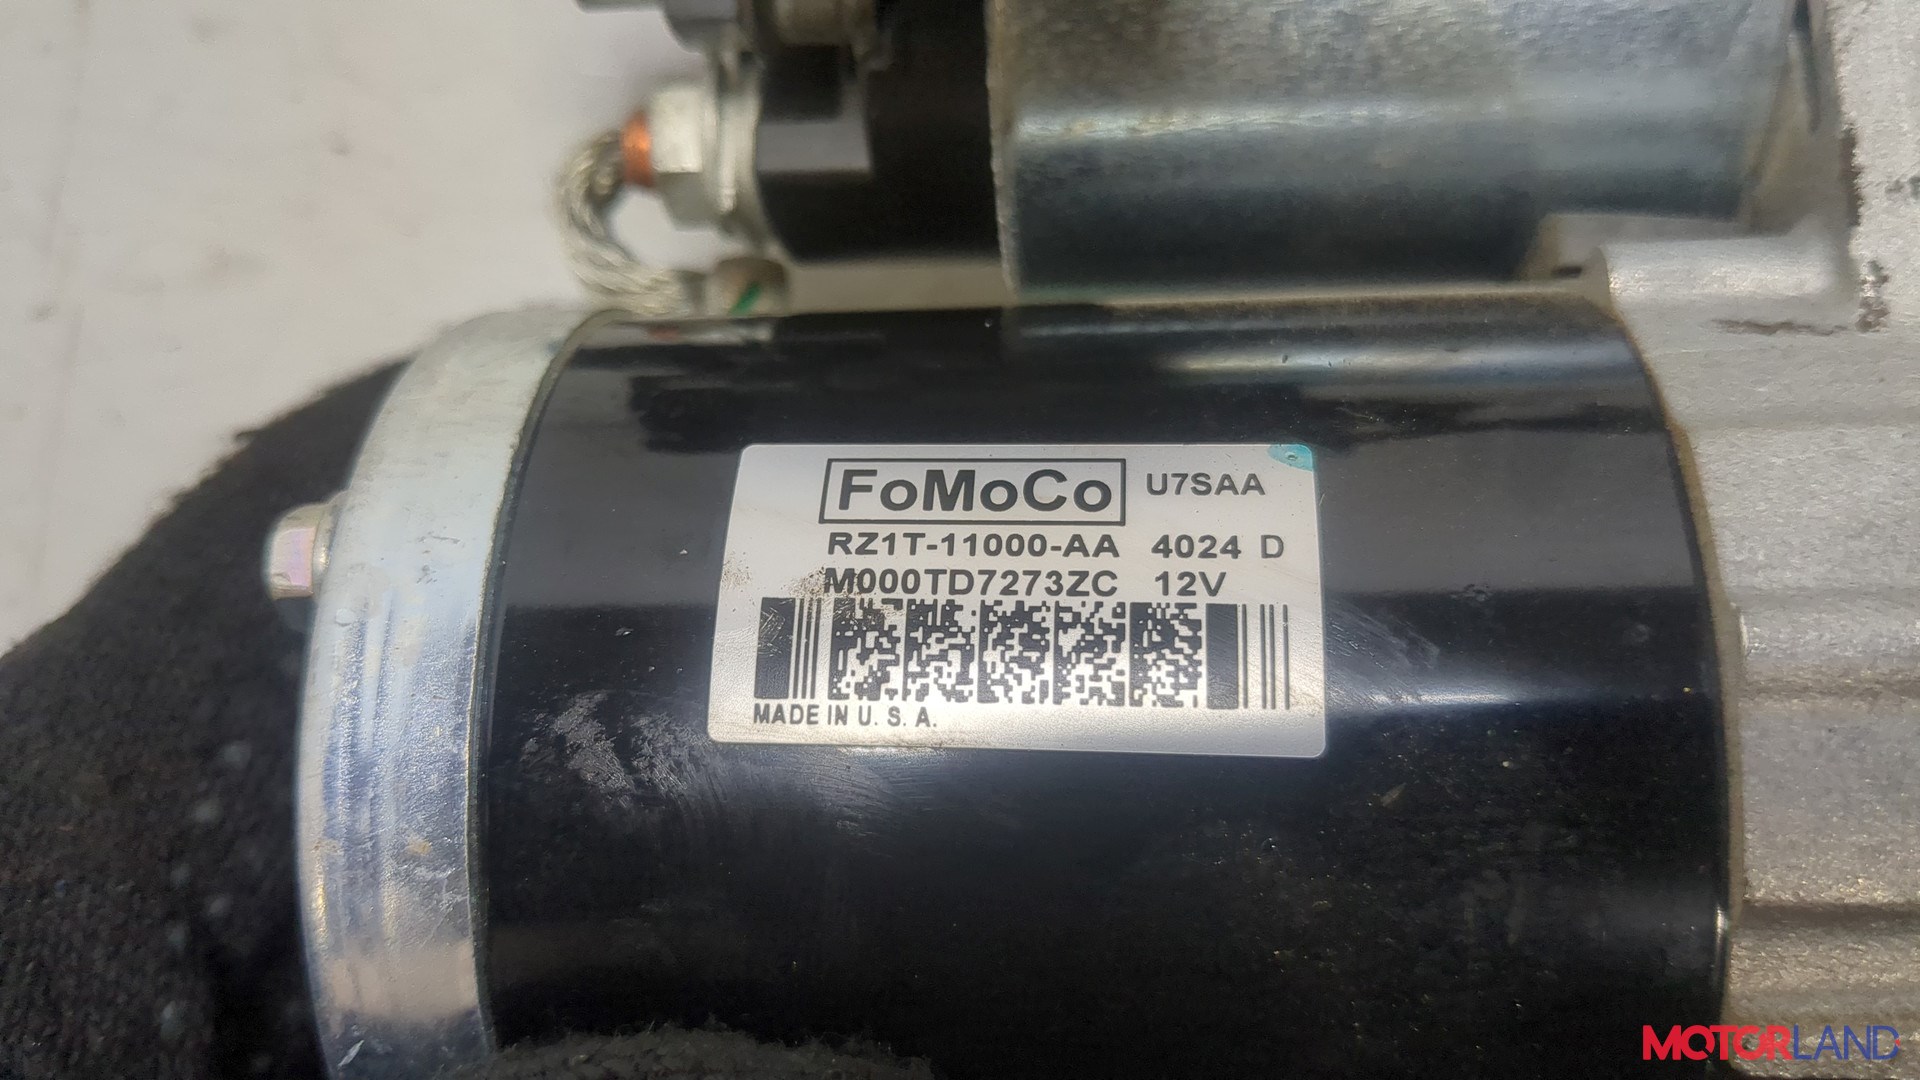 FoMoCo U7SAA
RZ1T-11000-AA 4024 D
M000TD7273ZC 12V
MADE IN U. S. A.
MOTORLAND